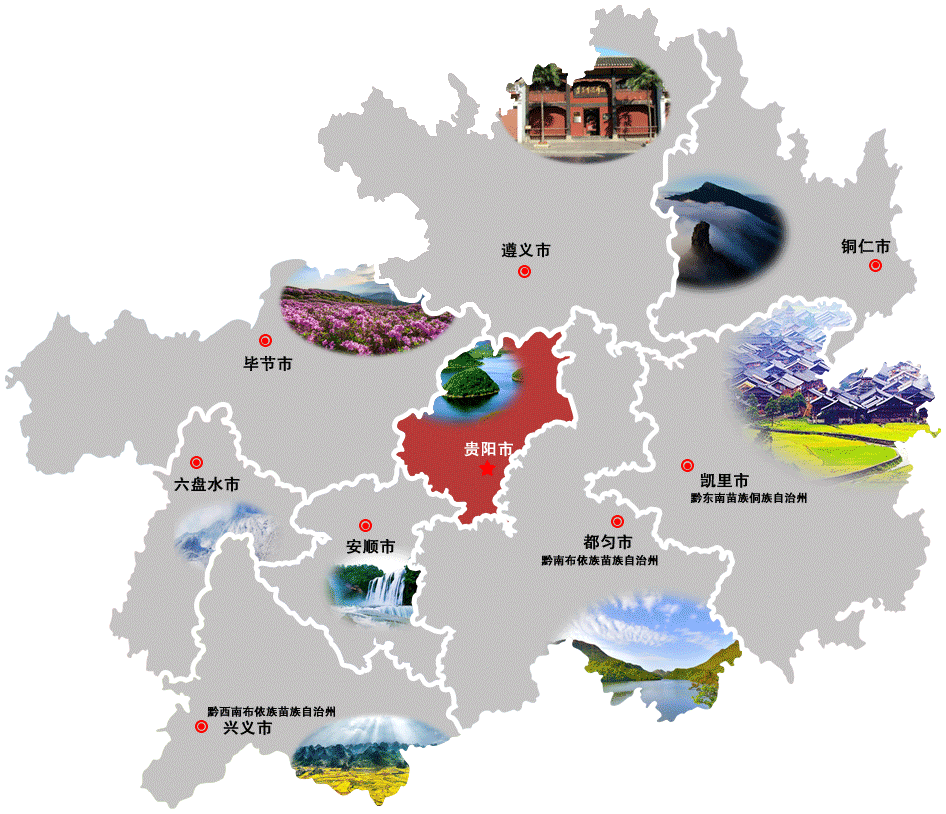 遵义市
铜仁市
毕节市
贵阳市
六盘水市
凯里市
黔东南苗族侗族自治州
安顺市
都匀市
黔南布依族苗族自治州
黔西南布依族苗族自治州
兴义市